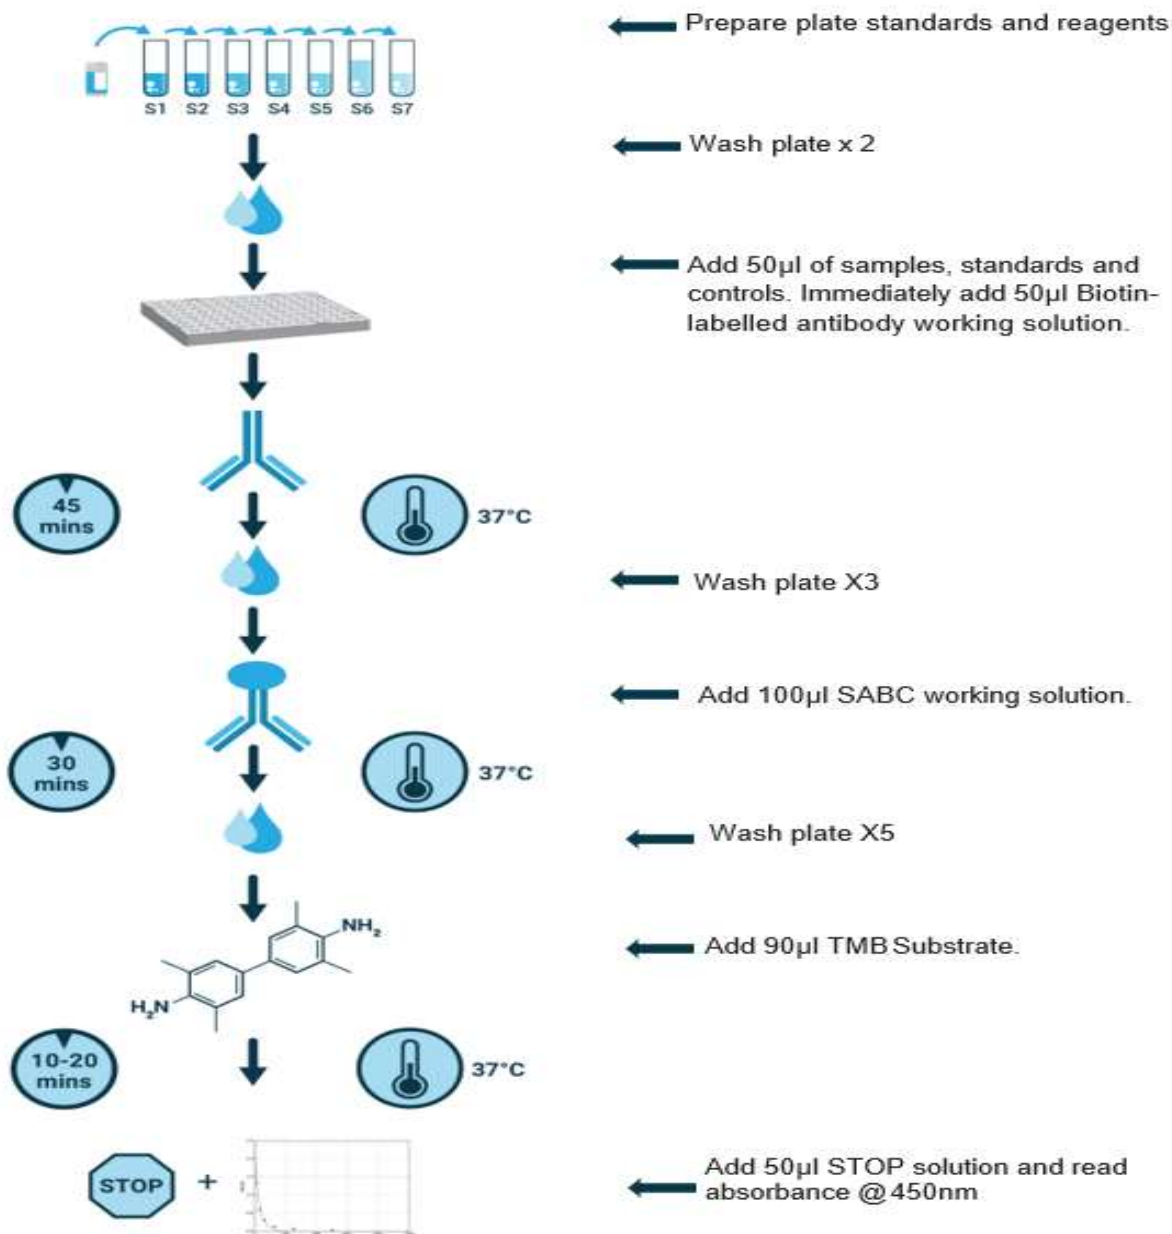 Prepare plate standards and reagents
S1 S2 S3 S4 S5 S6 S7
Wash plate x 2
Add 50µl of samples, standards and
controls. Immediately add 50µl Biotin-
labelled antibody working solution.
45
mins
37°C
Wash plate X3
Add 100µl SABC working solution.
30
mins
37°C
Wash plate X5
NH₂
Add 90µl TMB Substrate.
H₂N
10-20
mins
37°C
STOP +
Add 50µl STOP solution and read
absorbance @ 450nm